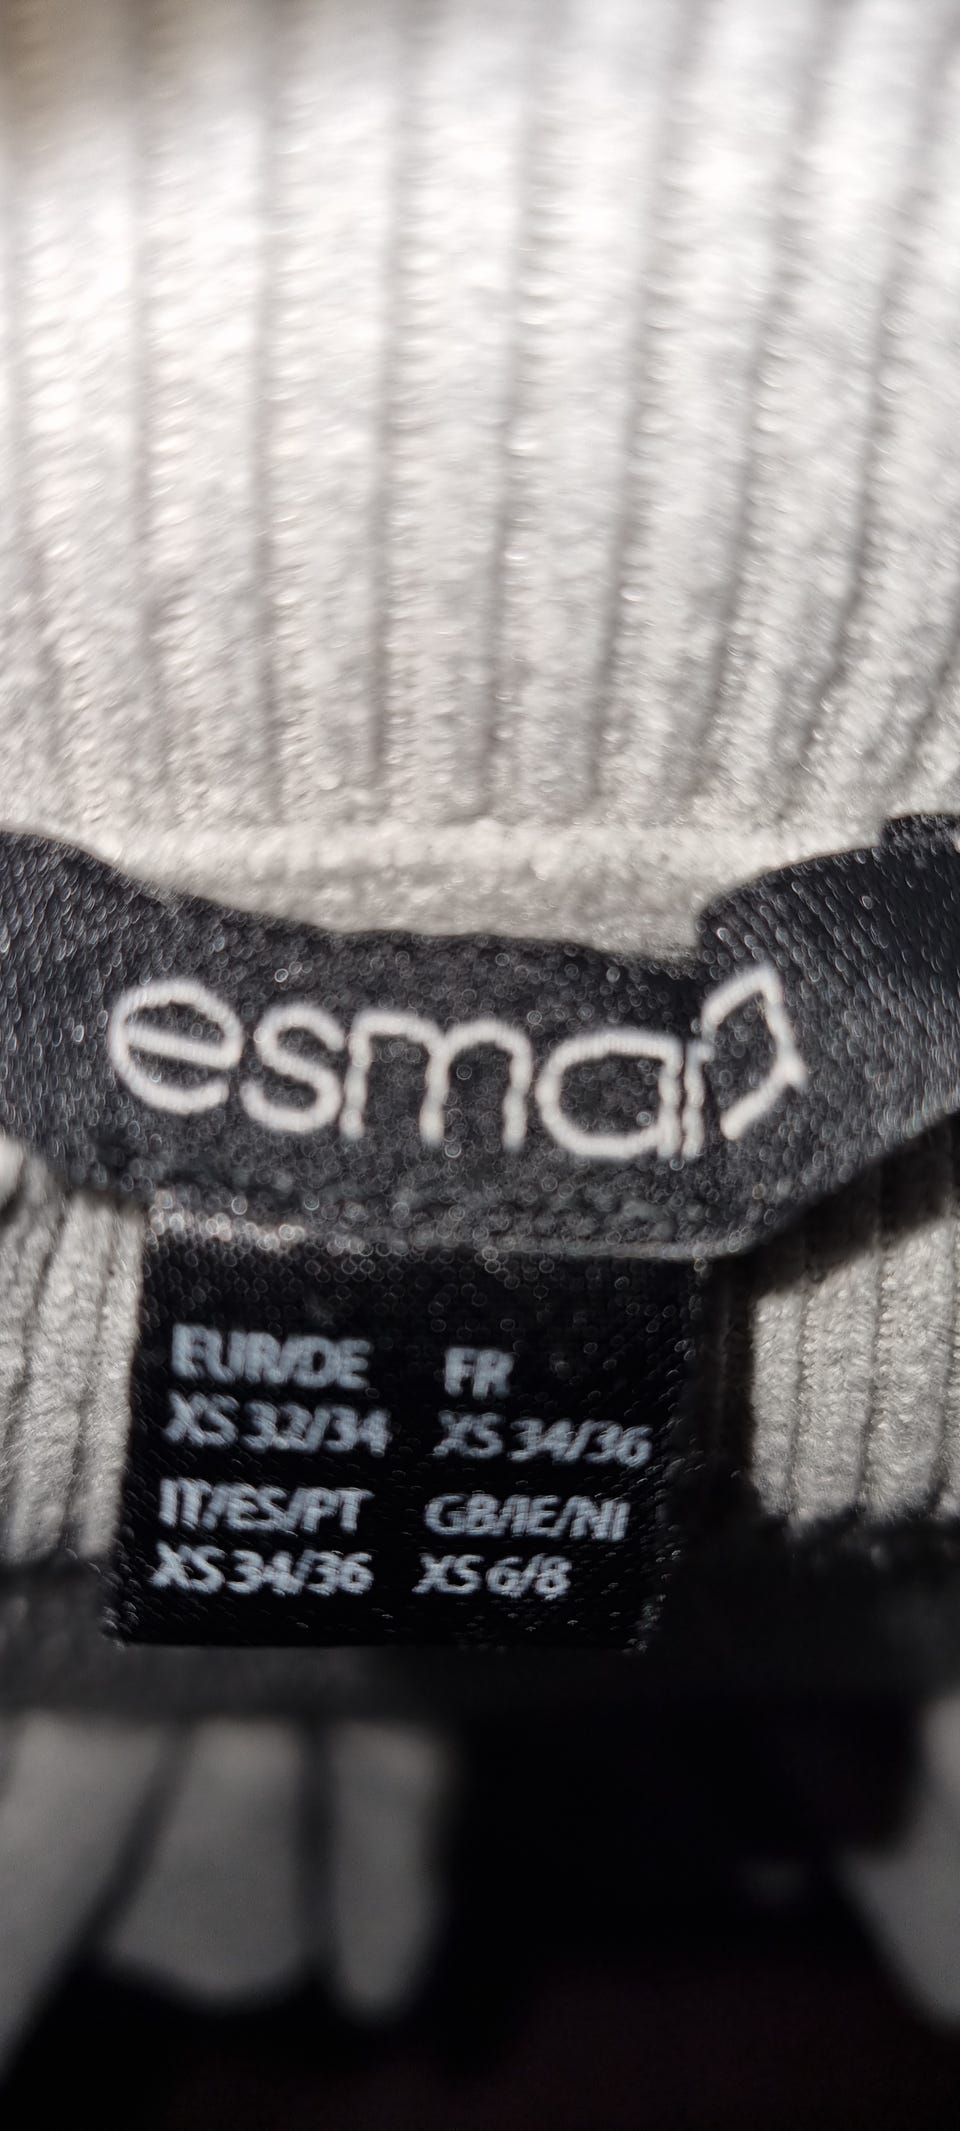 esmara
EUR/DE FR
XS 32/34 XS 34/36
IT/ES/PT GB/IE/NI
XS 34/36 XS 6/8